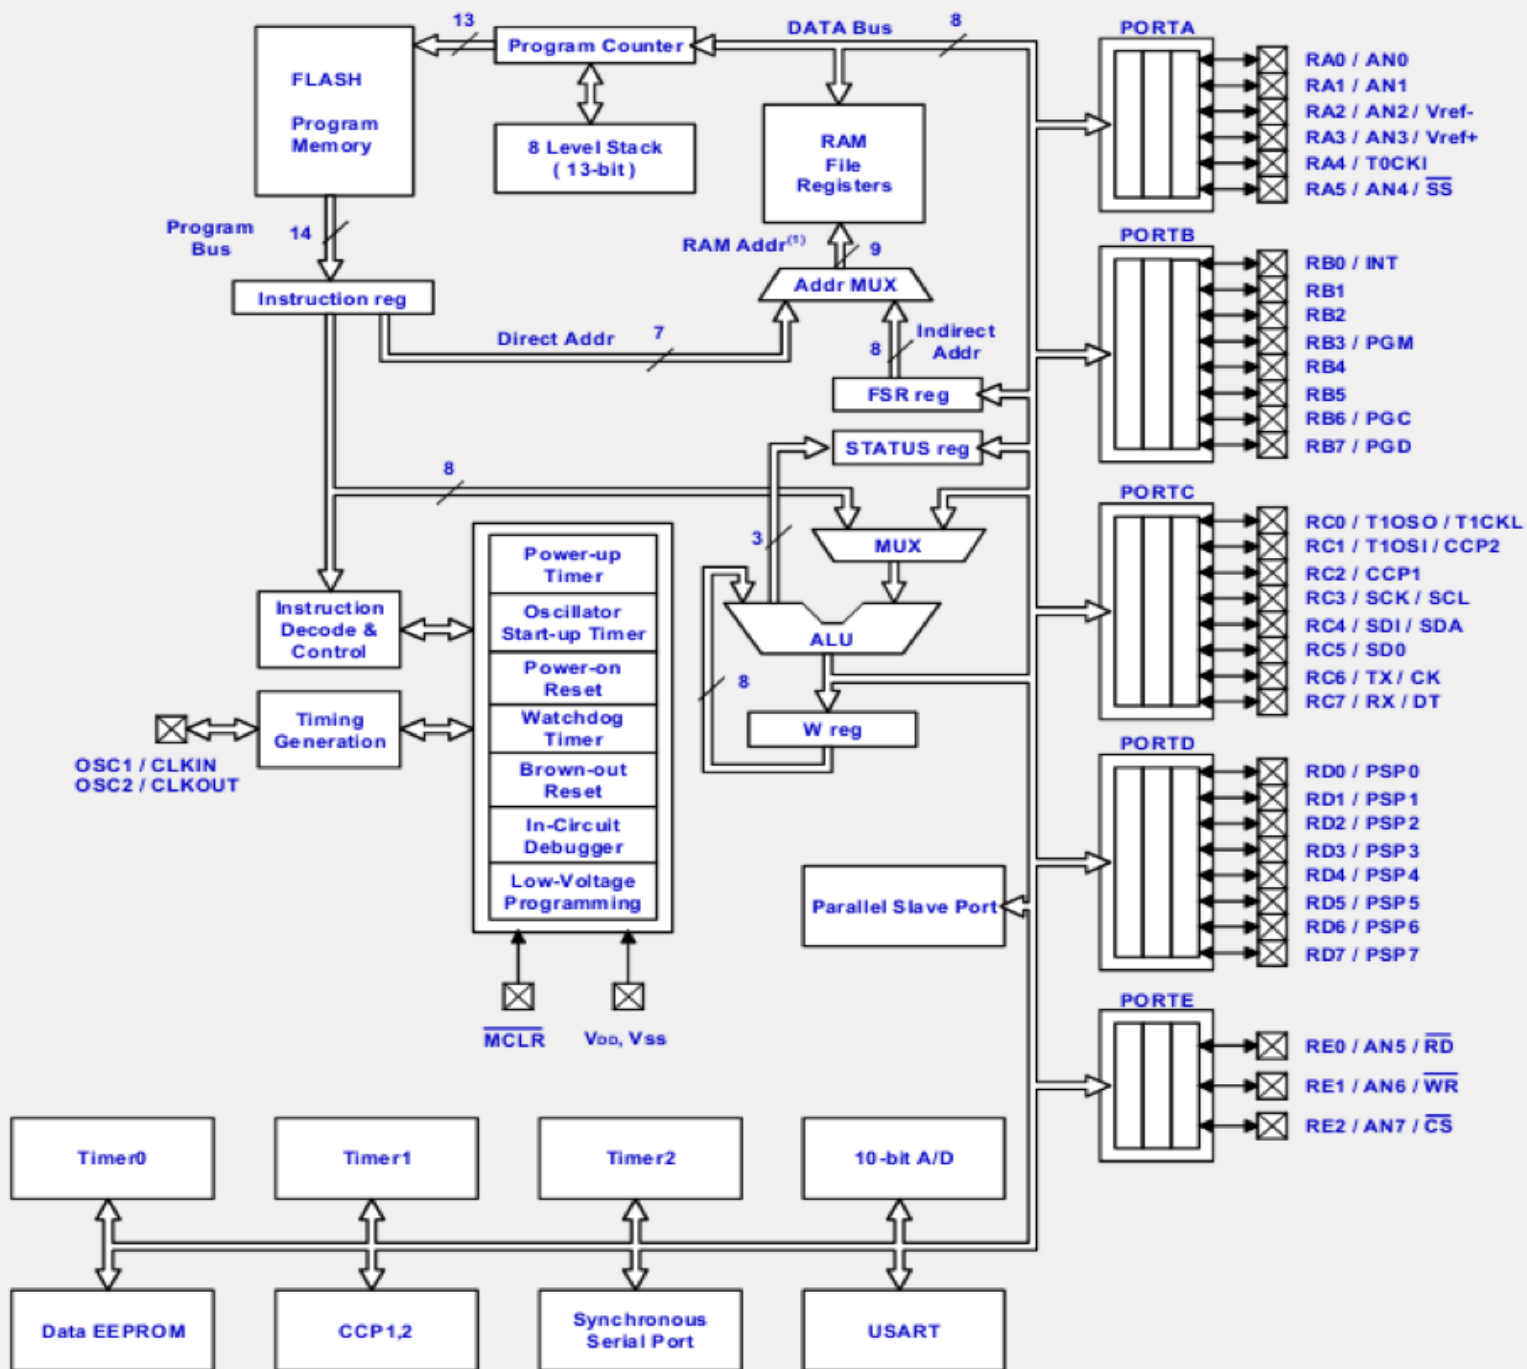 13
DATA Bus
8
FLASH
Program
Memory
Program Counter
8 Level Stack
( 13-bit )
RAM
File
Registers
Program
Bus
14
RAM Addr(1)
9
Addr MUX
Instruction reg
Direct Addr
7
8
Indirect
Addr
FSR reg
STATUS reg
8
3
MUX
ALU
8
W reg
Instruction
Decode &
Control
Timing
Generation
OSC1 / CLKIN
OSC2 / CLKOUT
Power-up
Timer
Oscillator
Start-up Timer
Power-on
Reset
Watchdog
Timer
Brown-out
Reset
In-Circuit
Debugger
Low-Voltage
Programming
MCLR
VDD, Vss
Parallel Slave Port
PORTA
RA0 / AN0
RA1 / AN1
RA2 / AN2 / Vref-
RA3 / AN3 / Vref+
RA4 / T0CKI
RA5 / AN4 / SS
PORTB
RB0 / INT
RB1
RB2
RB3 / PGM
RB4
RB5
RB6 / PGC
RB7 / PGD
PORTC
RC0 / T1OSO / T1CKL
RC1 / T1OSI / CCP2
RC2 / CCP1
RC3 / SCK / SCL
RC4 / SDI / SDA
RC5 / SD0
RC6 / TX / CK
RC7 / RX / DT
PORTD
RD0 / PSP0
RD1 / PSP1
RD2 / PSP2
RD3 / PSP3
RD4 / PSP4
RD5 / PSP5
RD6 / PSP6
RD7 / PSP7
PORTE
RE0 / AN5 / RD
RE1 / AN6 / WR
RE2 / AN7 / CS
Timer0
Timer1
Timer2
10-bit A/D
Data EEPROM
CCP1,2
Synchronous
Serial Port
USART